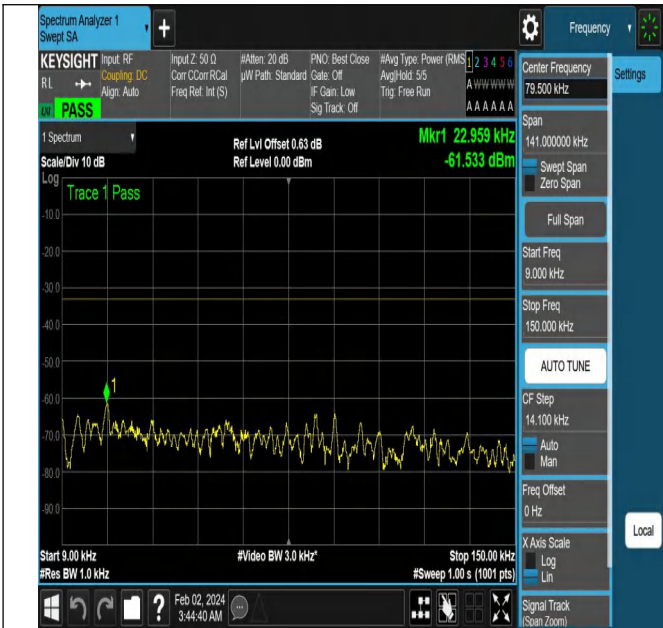 Spectrum Analyzer 1
Swept SA
Frequency
KEYSIGHT
RL
PASS
Input: RF
Coupling: DC
Align: Auto
Input Z: 50 Ω
Corr CCorr RCal
Freq Ref: Int (S)
#Atten: 20 dB
µW Path: Standard
PNO: Best Close
Gate: Off
IF Gain: Low
Sig Track: Off
#Avg Type: Power (RMS
Avg|Hold: 5/5
Trig: Free Run
1 2 3 4 5 6
A W W W W W
A A A A A A
1 Spectrum
Scale/Div 10 dB
Log
Ref Lvl Offset 0.63 dB
Ref Level 0.00 dBm
Mkr1 22.959 kHz
-61.533 dBm
Trace 1 Pass
-10.0
-20.0
-30.0
-40.0
-50.0
-60.0
-70.0
-80.0
-90.0
1
Start 9.00 kHz
#Res BW 1.0 kHz
#Video BW 3.0 kHz*
Stop 150.00 kHz
#Sweep 1.00 s (1001 pts)
Feb 02, 2024
3:44:40 AM
Center Frequency
79.500 kHz
Settings
Span
141.000000 kHz
Swept Span
Zero Span
Full Span
Start Freq
9.000 kHz
Stop Freq
150.000 kHz
AUTO TUNE
CF Step
14.100 kHz
Auto
Man
Freq Offset
0 Hz
Local
X Axis Scale
Log
Lin
Signal Track
(Span Zoom)